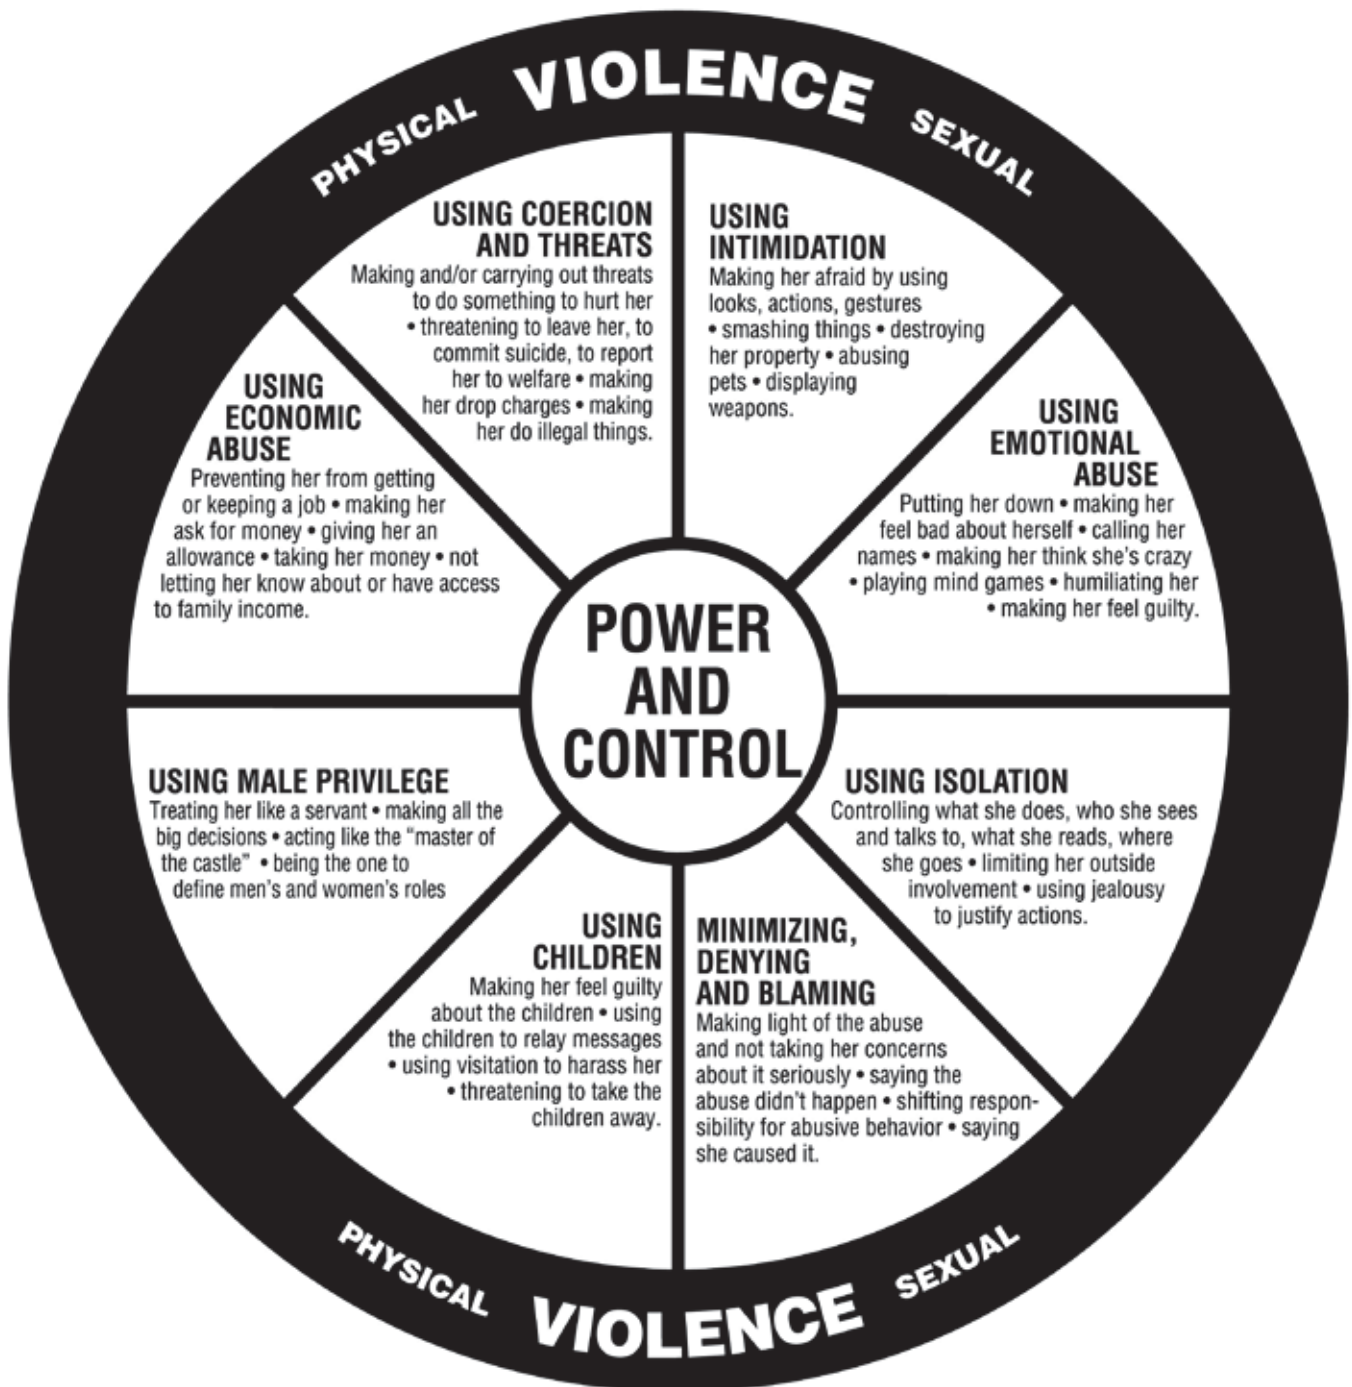 PHYSICAL VIOLENCE SEXUAL
USING COERCION
AND THREATS
Making and/or carrying out threats
to do something to hurt her
• threatening to leave her, to
commit suicide, to report
her to welfare • making
her drop charges • making
her do illegal things.
USING
INTIMIDATION
Making her afraid by using
looks, actions, gestures
• smashing things • destroying
her property • abusing
pets • displaying
weapons.
USING
EMOTIONAL
ABUSE
Putting her down • making her
feel bad about herself • calling her
names • making her think she's crazy
• playing mind games • humiliating her
• making her feel guilty.
USING ISOLATION
Controlling what she does, who she sees
and talks to, what she reads, where
she goes • limiting her outside
involvement • using jealousy
to justify actions.
MINIMIZING,
DENYING
AND BLAMING
Making light of the abuse
and not taking her concerns
about it seriously • saying the
abuse didn't happen • shifting respon-
sibility for abusive behavior • saying
she caused it.
USING
CHILDREN
Making her feel guilty
about the children • using
the children to relay messages
• using visitation to harass her
• threatening to take the
children away.
USING MALE PRIVILEGE
Treating her like a servant • making all the
big decisions • acting like the “master of
the castle” • being the one to
define men's and women's roles
USING
ECONOMIC
ABUSE
Preventing her from getting
or keeping a job • making her
ask for money • giving her an
allowance • taking her money • not
letting her know about or have access
to family income.
POWER
AND
CONTROL
PHYSICAL VIOLENCE SEXUAL